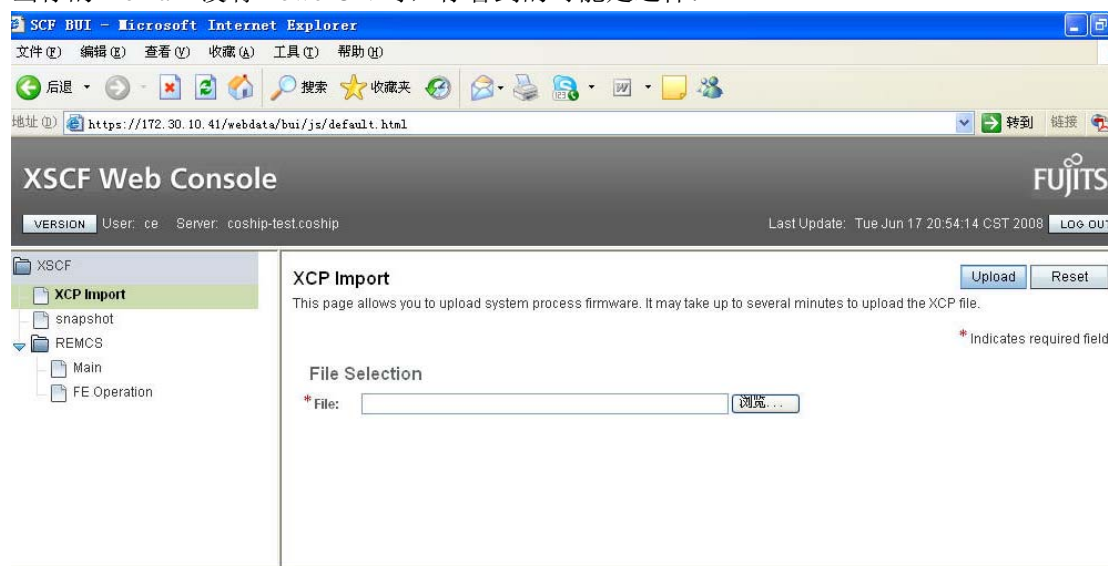 SCF BUI - Microsoft Internet Explorer
文件(F) 编辑(E) 查看(V) 收藏(A) 工具(T) 帮助(H)
后退 搜索 收藏夹
地址(D) https://172.30.10.41/webdata/bui/js/default.html 转到 链接
XSCF Web Console
FUJITS
VERSION User: ce Server: coship-test.coship Last Update: Tue Jun 17 20:54:14 CST 2008 LOG OUT
XSCF
XCP Import
snapshot
REMCS
Main
FE Operation
XCP Import Upload Reset
This page allows you to upload system process firmware. It may take up to several minutes to upload the XCP file.
* Indicates required field
File Selection
* File: 浏览...